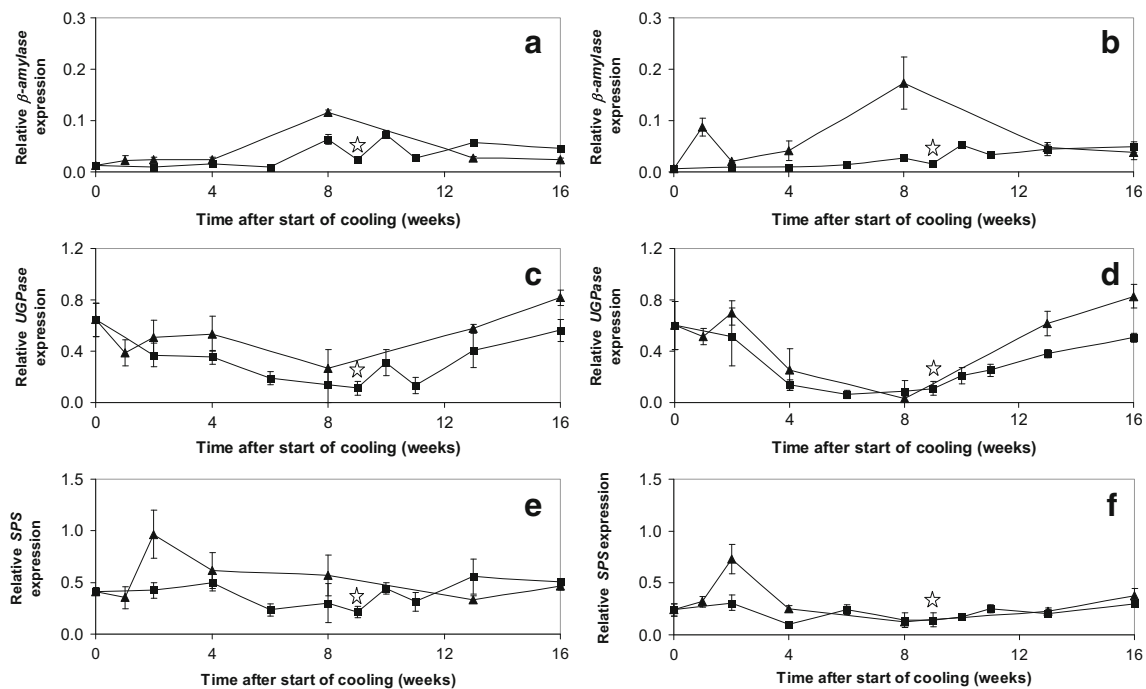 Relative β-amylase
expression
0.3
0.2
0.1
0.0
a
0 4 8 12 16
Time after start of cooling (weeks)
Relative β-amylase
expression
0.3
0.2
0.1
0.0
b
0 4 8 12 16
Time after start of cooling (weeks)
Relative UGPase
expression
1.2
0.8
0.4
0.0
c
0 4 8 12 16
Time after start of cooling (weeks)
Relative UGPase
expression
1.2
0.8
0.4
0.0
d
0 4 8 12 16
Time after start of cooling (weeks)
Relative SPS
expression
1.5
1.0
0.5
0.0
e
0 4 8 12 16
Time after start of cooling (weeks)
Relative SPS expression
1.5
1.0
0.5
0.0
f
0 4 8 12 16
Time after start of cooling (weeks)